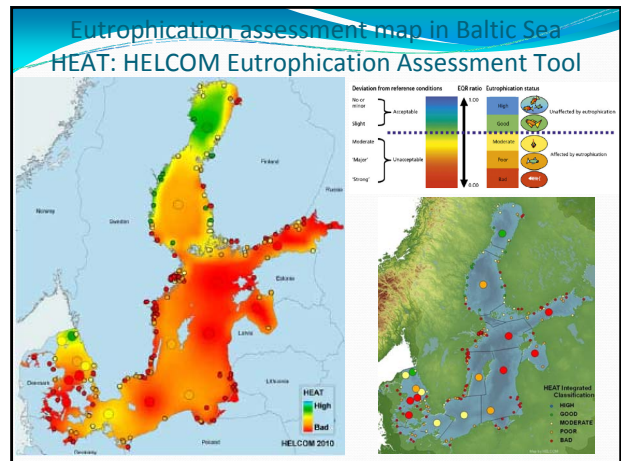 Eutrophication assessment map in Baltic Sea
HEAT: HELCOM Eutrophication Assessment Tool
Deviation from reference conditions
EQR ratio
Eutrophication status
No or minor
Acceptable
Slight
Moderate
'Major'
Unacceptable
'Strong'
1.00
0.00
High
Good
Moderate
Poor
Bad
Unaffected by eutrophication
Affected by eutrophication
Norway
Sweden
Finland
Russia
Estonia
Latvia
Lithuania
Denmark
Germany
Poland
HEAT
High
Bad
HELCOM 2010
HEAT Integrated
Classification
HIGH
GOOD
MODERATE
POOR
BAD